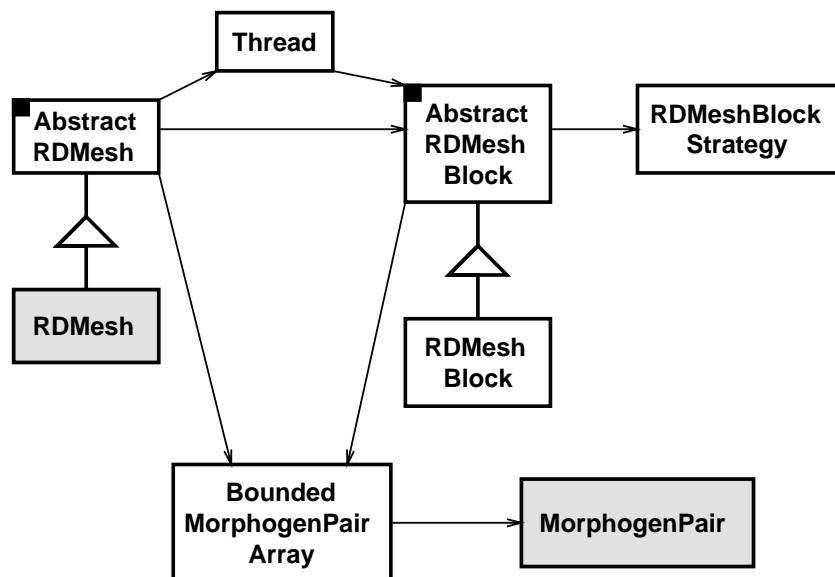 Thread
Abstract
RDMesh
Abstract
RDMesh
Block
RDMeshBlock
Strategy
RDMesh
RDMesh
Block
Bounded
MorphogenPair
Array
MorphogenPair